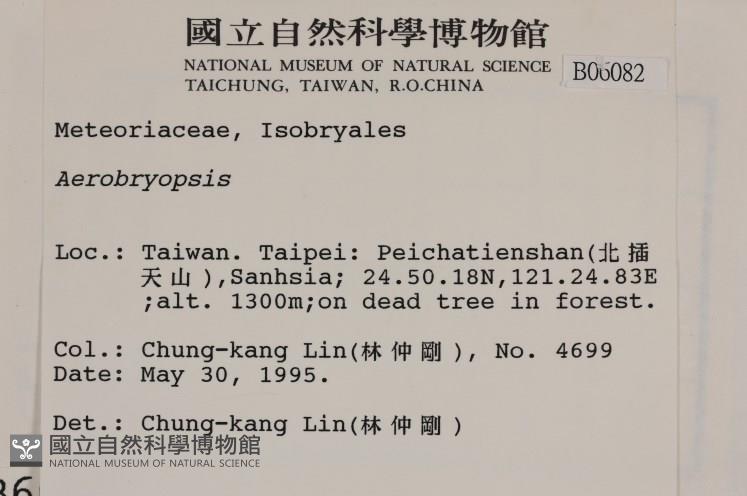 國立自然科學博物館
NATIONAL MUSEUM OF NATURAL SCIENCE
TAICHUNG, TAIWAN, R.O.CHINA
B06082
Meteoriaceae, Isobryales
Aerobryopsis
Loc.: Taiwan. Taipei: Peichatienshan(北插
天山),Sanhsia; 24.50.18N,121.24.83E
;alt. 1300m;on dead tree in forest.
Col.: Chung-kang Lin(林仲剛), No. 4699
Date: May 30, 1995.
Det.: Chung-kang Lin(林仲剛)
國立自然科學博物館
NATIONAL MUSEUM OF NATURAL SCIENCE